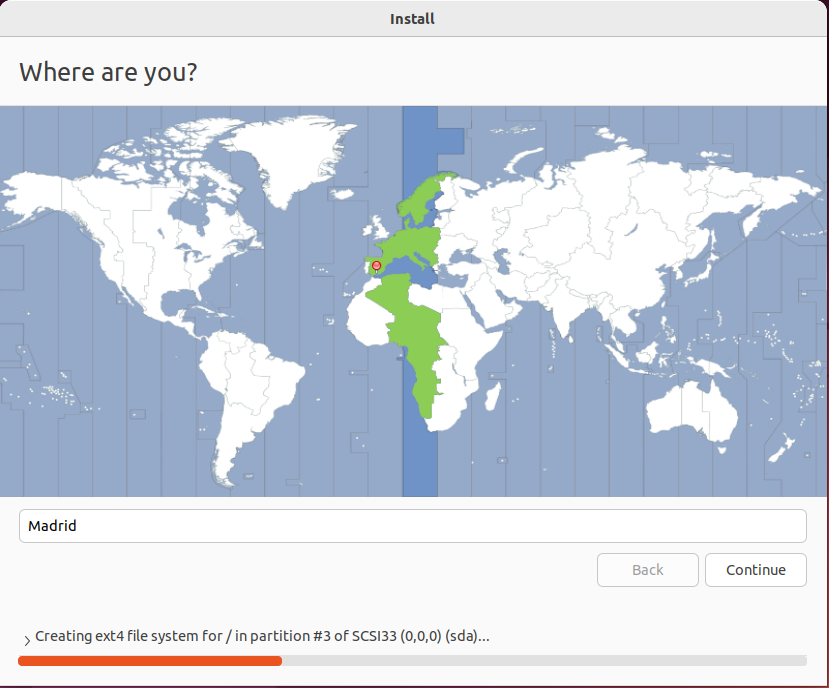 Install
Where are you?
Madrid
Back
Continue
Creating ext4 file system for / in partition #3 of SCSI33 (0,0,0) (sda)...